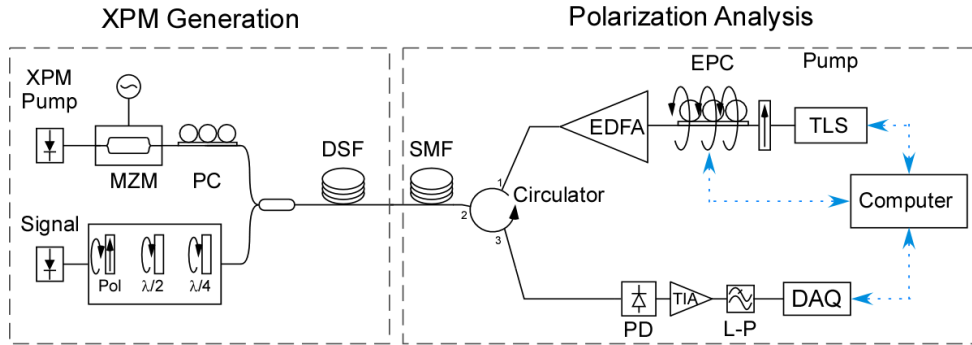 XPM Generation
Polarization Analysis
XPM
Pump
MZM
PC
DSF
SMF
Signal
Pol
λ/2
λ/4
EPC
Pump
EDFA
TLS
1
2
3
Circulator
Computer
PD
TIA
L-P
DAQ